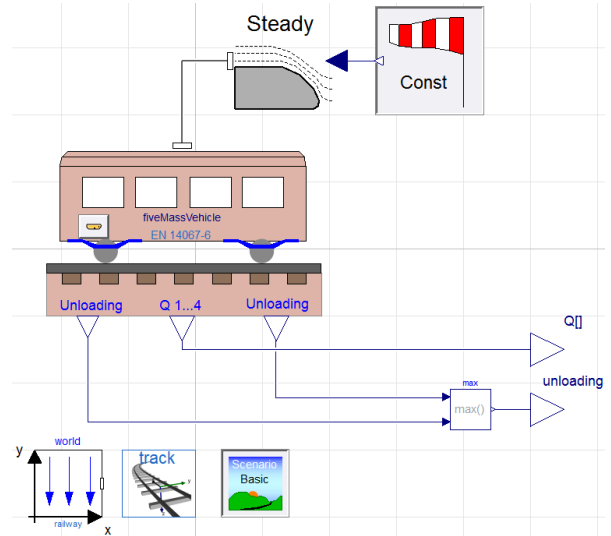 Steady
Const
fiveMassVehicle
EN 14067-6
Unloading
Q 1...4
Unloading
Q[]
unloading
max
max()
world
y
x
railway
track
y
Scenario
Basic